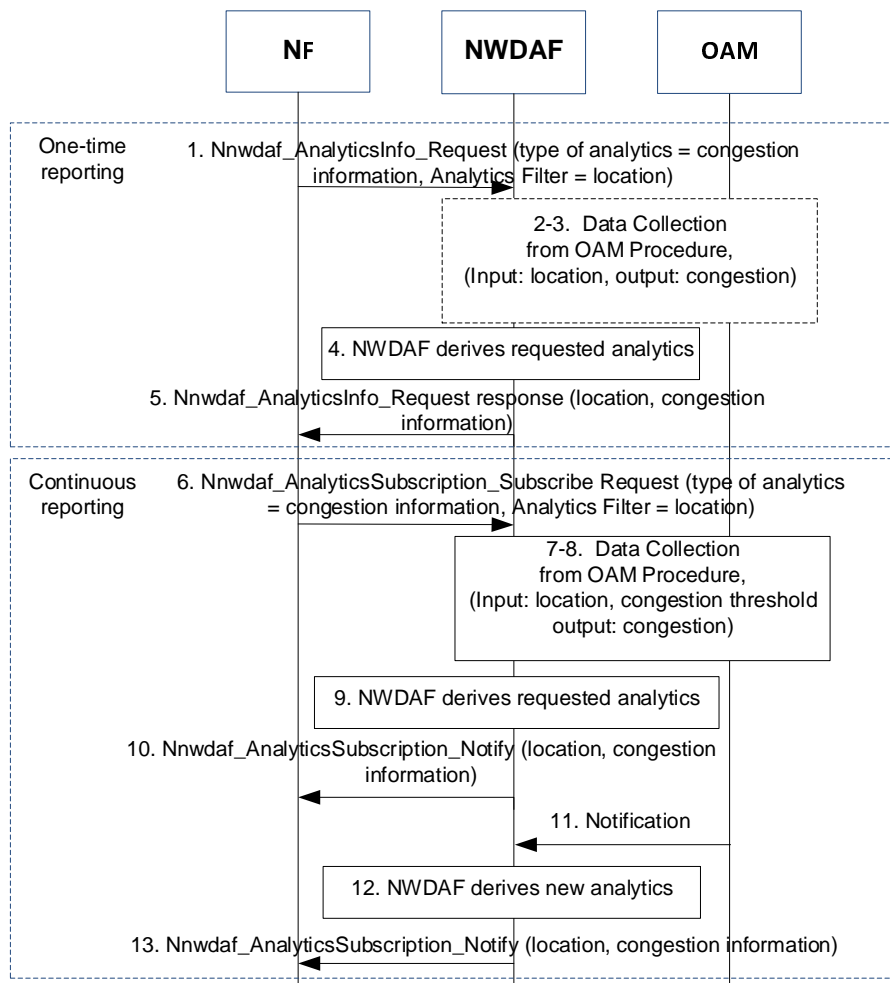 NF
NWDAF
OAM
One-time
reporting
1. Nnwdaf_AnalyticsInfo_Request (type of analytics = congestion
information, Analytics Filter = location)
2-3. Data Collection
from OAM Procedure,
(Input: location, output: congestion)
4. NWDAF derives requested analytics
5. Nnwdaf_AnalyticsInfo_Request response (location, congestion
information)
Continuous
reporting
6. Nnwdaf_AnalyticsSubscription_Subscribe Request (type of analytics
= congestion information, Analytics Filter = location)
7-8. Data Collection
from OAM Procedure,
(Input: location, congestion threshold
output: congestion)
9. NWDAF derives requested analytics
10. Nnwdaf_AnalyticsSubscription_Notify (location, congestion
information)
11. Notification
12. NWDAF derives new analytics
13. Nnwdaf_AnalyticsSubscription_Notify (location, congestion information)